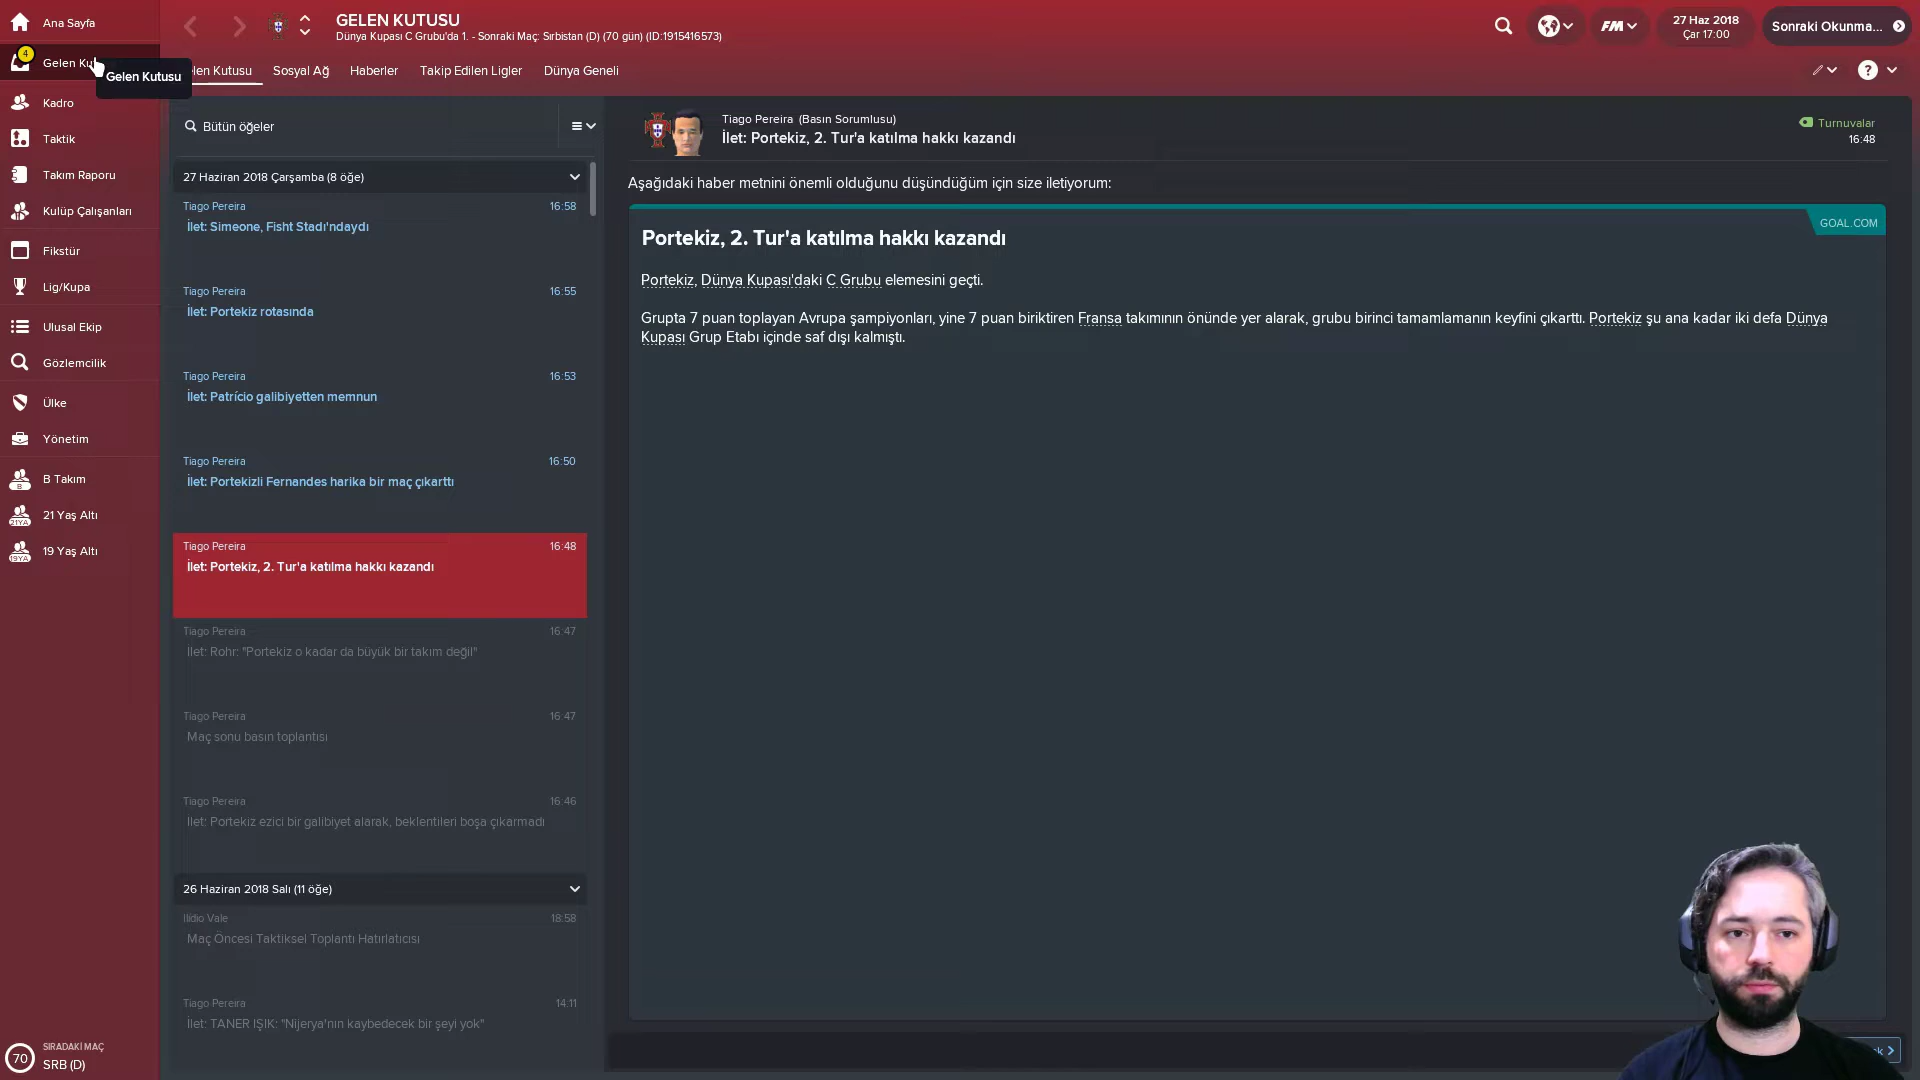 Ana Sayfa
4
Gelen Ku
Gelen Kutusu
Kadro
Taktik
Takım Raporu
Kulüp Çalışanları
Fikstür
Lig/Kupa
Ulusal Ekip
Gözlemcilik
Ülke
Yönetim
B
B Takım
21YA
21 Yaş Altı
19YA
19 Yaş Altı
70
SIRADAKİ MAÇ
SRB (D)
GELEN KUTUSU
Dünya Kupası C Grubu'da 1. - Sonraki Maç: Sırbistan (D) (70 gün) (ID:1915416573)
FM
27 Haz 2018
Çar 17:00
Sonraki Okunma...
len Kutusu
Sosyal Ağ
Haberler
Takip Edilen Ligler
Dünya Geneli
?
Bütün öğeler
27 Haziran 2018 Çarşamba (8 öğe)
Tiago Pereira 16:58
İlet: Simeone, Fisht Stadı'ndaydı
Tiago Pereira 16:55
İlet: Portekiz rotasında
Tiago Pereira 16:53
İlet: Patrício galibiyetten memnun
Tiago Pereira 16:50
İlet: Portekizli Fernandes harika bir maç çıkarttı
Tiago Pereira 16:48
İlet: Portekiz, 2. Tur'a katılma hakkı kazandı
Tiago Pereira 16:47
İlet: Rohr: "Portekiz o kadar da büyük bir takım değil"
Tiago Pereira 16:47
Maç sonu basın toplantısı
Tiago Pereira 16:46
İlet: Portekiz ezici bir galibiyet alarak, beklentileri boşa çıkarmadı
26 Haziran 2018 Salı (11 öğe)
Ilídio Vale 18:58
Maç Öncesi Taktiksel Toplantı Hatırlatıcısı
Tiago Pereira 14:11
İlet: TANER IŞIK: "Nijerya'nın kaybedecek bir şeyi yok"
Tiago Pereira (Basın Sorumlusu)
İlet: Portekiz, 2. Tur'a katılma hakkı kazandı
Turnuvalar
16:48
Aşağıdaki haber metnini önemli olduğunu düşündüğüm için size iletiyorum:
GOAL.COM
Portekiz, 2. Tur'a katılma hakkı kazandı
Portekiz, Dünya Kupası'daki C Grubu elemesini geçti.
Grupta 7 puan toplayan Avrupa şampiyonları, yine 7 puan biriktiren Fransa takımının önünde yer alarak, grubu birinci tamamlamanın keyfini çıkarttı. Portekiz şu ana kadar iki defa Dünya
Kupası Grup Etabı içinde saf dışı kalmıştı.